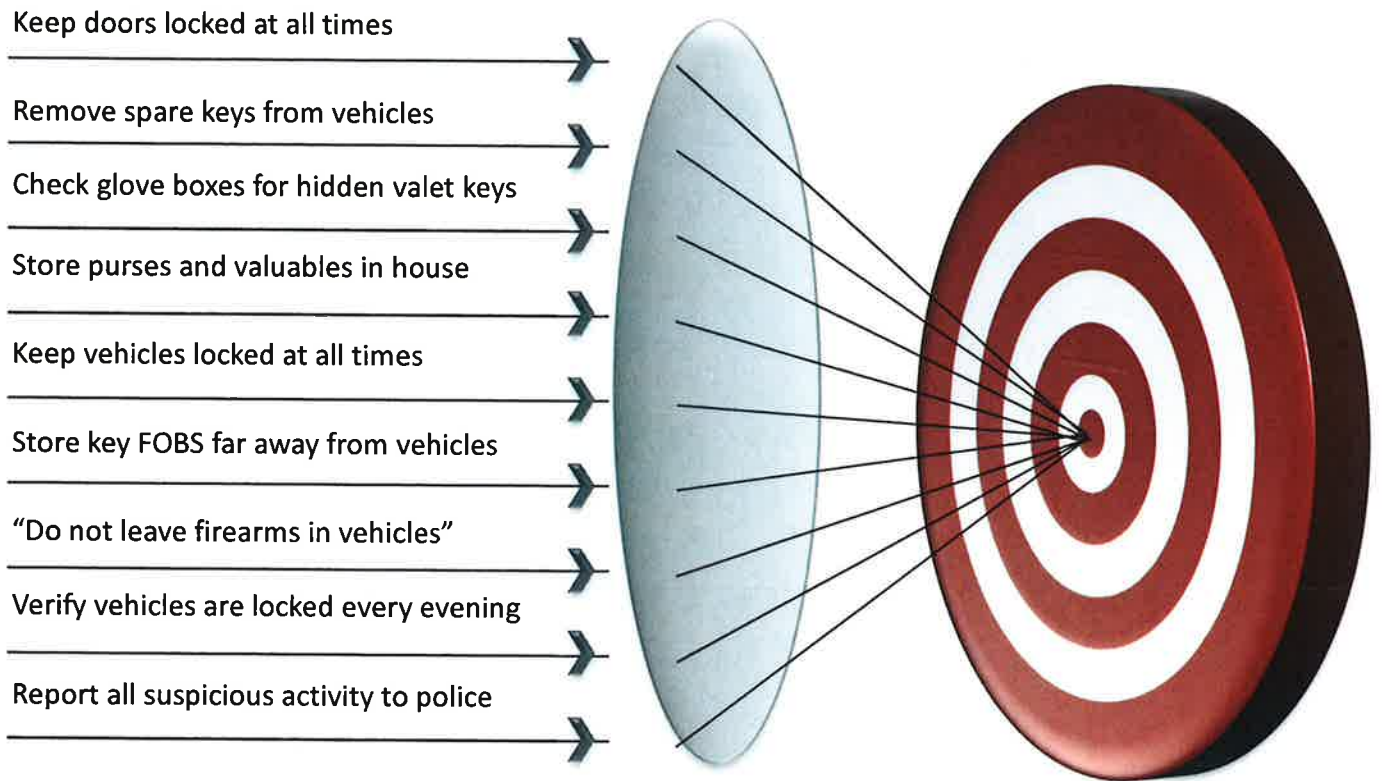 Keep doors locked at all times
Remove spare keys from vehicles
Check glove boxes for hidden valet keys
Store purses and valuables in house
Keep vehicles locked at all times
Store key FOBS far away from vehicles
“Do not leave firearms in vehicles”
Verify vehicles are locked every evening
Report all suspicious activity to police